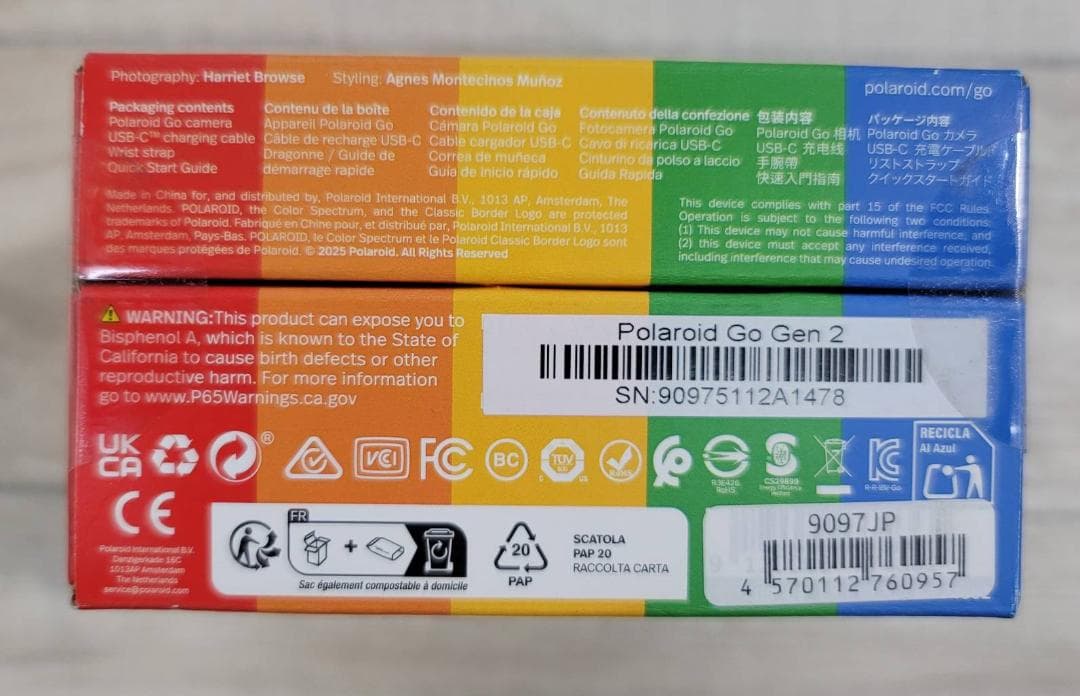 Photography: Harriet Browse Styling: Agnes Montecinos Muñoz
polaroid.com/go
Packaging contents
Polaroid Go camera
USB-C™ charging cable
Wrist strap
Quick Start Guide
Contenu de la boîte
Appareil Polaroid Go
Câble de recharge USB-C
Dragonne / Guide de
démarrage rapide
Contenido de la caja
Cámara Polaroid Go
Cable cargador USB-C
Correa de muñeca
Guía de inicio rápido
Contenuto della confezione
Fotocamera Polaroid Go
Cavo di ricarica USB-C
Cinturino da polso a laccio
Guida Rapida
包装内容
Polaroid Go 相机
USB-C 充电线
手腕带
快速入门指南
パッケージ内容
Polaroid Go カメラ
USB-C 充電ケーブル
リストストラップ
クイックスタートガイド
Made in China for, and distributed by, Polaroid International B.V., 1013 AP, Amsterdam, The
Netherlands. POLAROID, the Color Spectrum, and the Classic Border Logo are protected
trademarks of Polaroid. Fabriqué en Chine pour, et distribué par, Polaroid International B.V., 1013
AP, Amsterdam, Pays-Bas. POLAROID, le Color Spectrum et le Polaroid Classic Border Logo sont
des marques protégées de Polaroid. © 2025 Polaroid. All Rights Reserved
This device complies with part 15 of the FCC Rules.
Operation is subject to the following two conditions:
(1) This device may not cause harmful interference, and
(2) this device must accept any interference received,
including interference that may cause undesired operation.
WARNING:This product can expose you to
Bisphenol A, which is known to the State of
California to cause birth defects or other
reproductive harm. For more information
go to www.P65Warnings.ca.gov
Polaroid Go Gen 2
SN:90975112A1478
UK
CA
®
VCI
FC
BC
TÜV
SUD
C US
RoHS
R3E426
RoHS
Energy Efficiency
RECICLA
Al Azul
CE
Polaroid International B.V.
Danzigerkade 16C
1013AP Amsterdam
The Netherlands
service@polaroid.com
FR
+
Sac également compostable à domicile
20
PAP
SCATOLA
PAP 20
RACCOLTA CARTA
9097JP
4 570112 760957